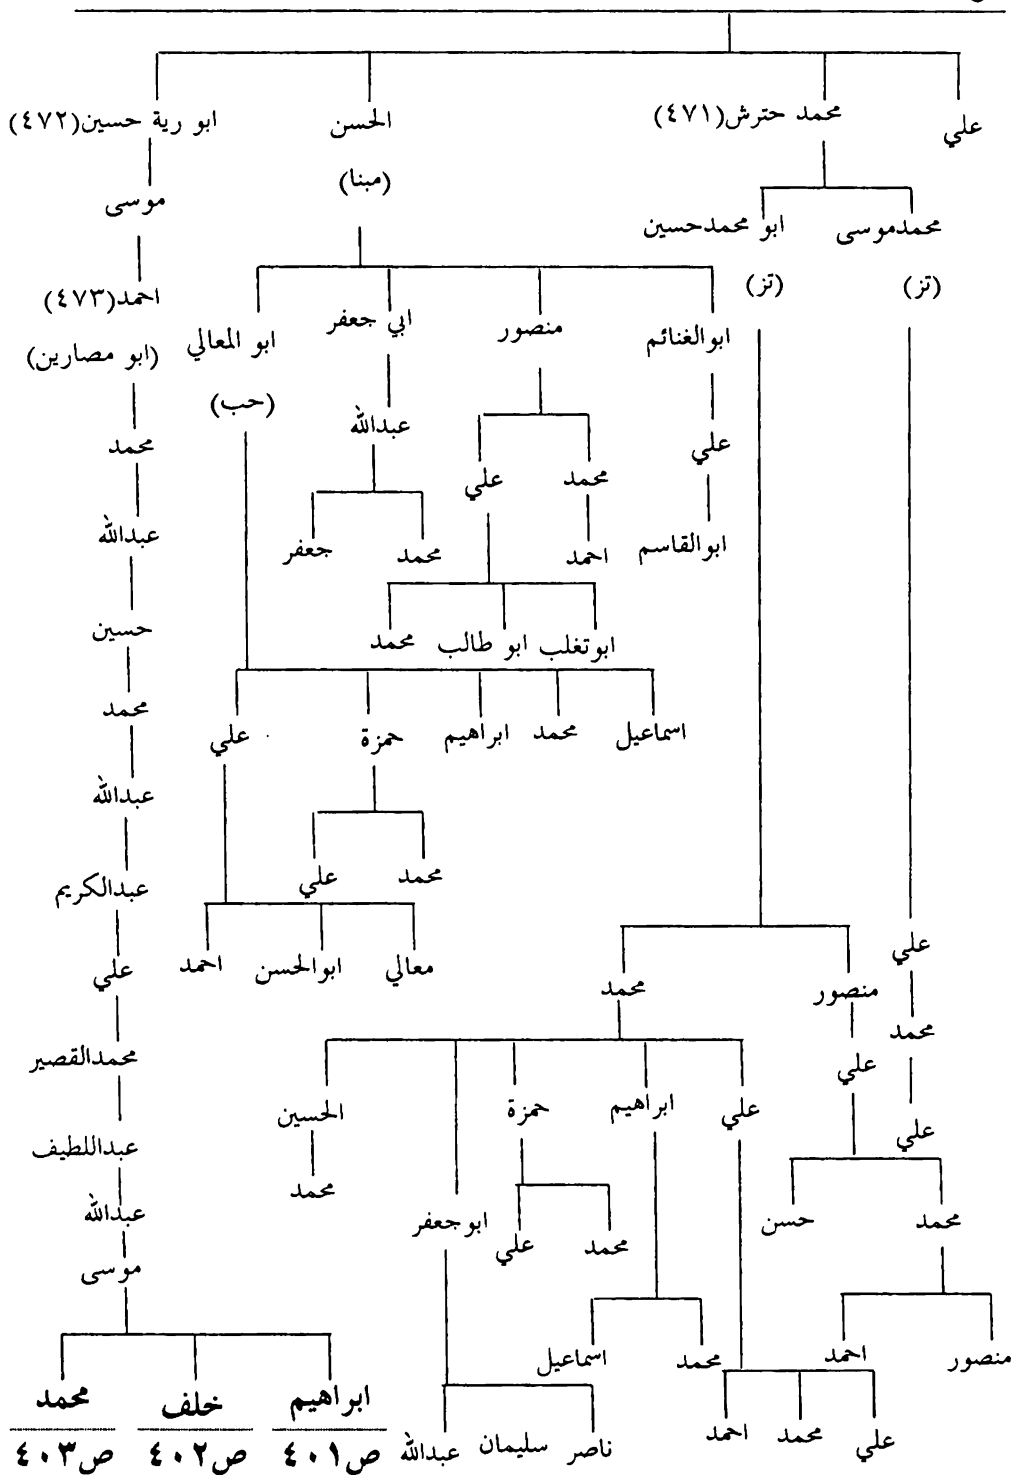 علي محمد حترش(٤٧١) الحسن ابو رية حسين(٤٧٢)
(مبنا)
موسى
محمدموسى ابو محمدحسين
(تز) (تز)
احمد(٤٧٣)
ابوالغنائم منصور ابي جعفر ابو المعالي
(ابو مصارين)
(حب)
عبدالله
علي محمد علي محمد
ابوالقاسم احمد محمد جعفر عبدالله
حسين
ابوتغلب ابو طالب محمد
محمد
اسماعيل محمد ابراهيم حمزة علي
عبدالله
محمد علي عبدالكريم
علي
معالي ابوالحسن احمد علي
منصور محمد
محمد
محمدالقصير
علي
علي ابراهيم حمزة الحسين
علي
عبداللطيف
محمد
محمد حسن ابوجعفر عبدالله
محمد علي
موسى
منصور احمد محمد اسماعيل
ابراهيم خلف محمد
علي محمد احمد ناصر سليمان عبدالله ص٤٠١ ص٤٠٢ ص٤٠٣